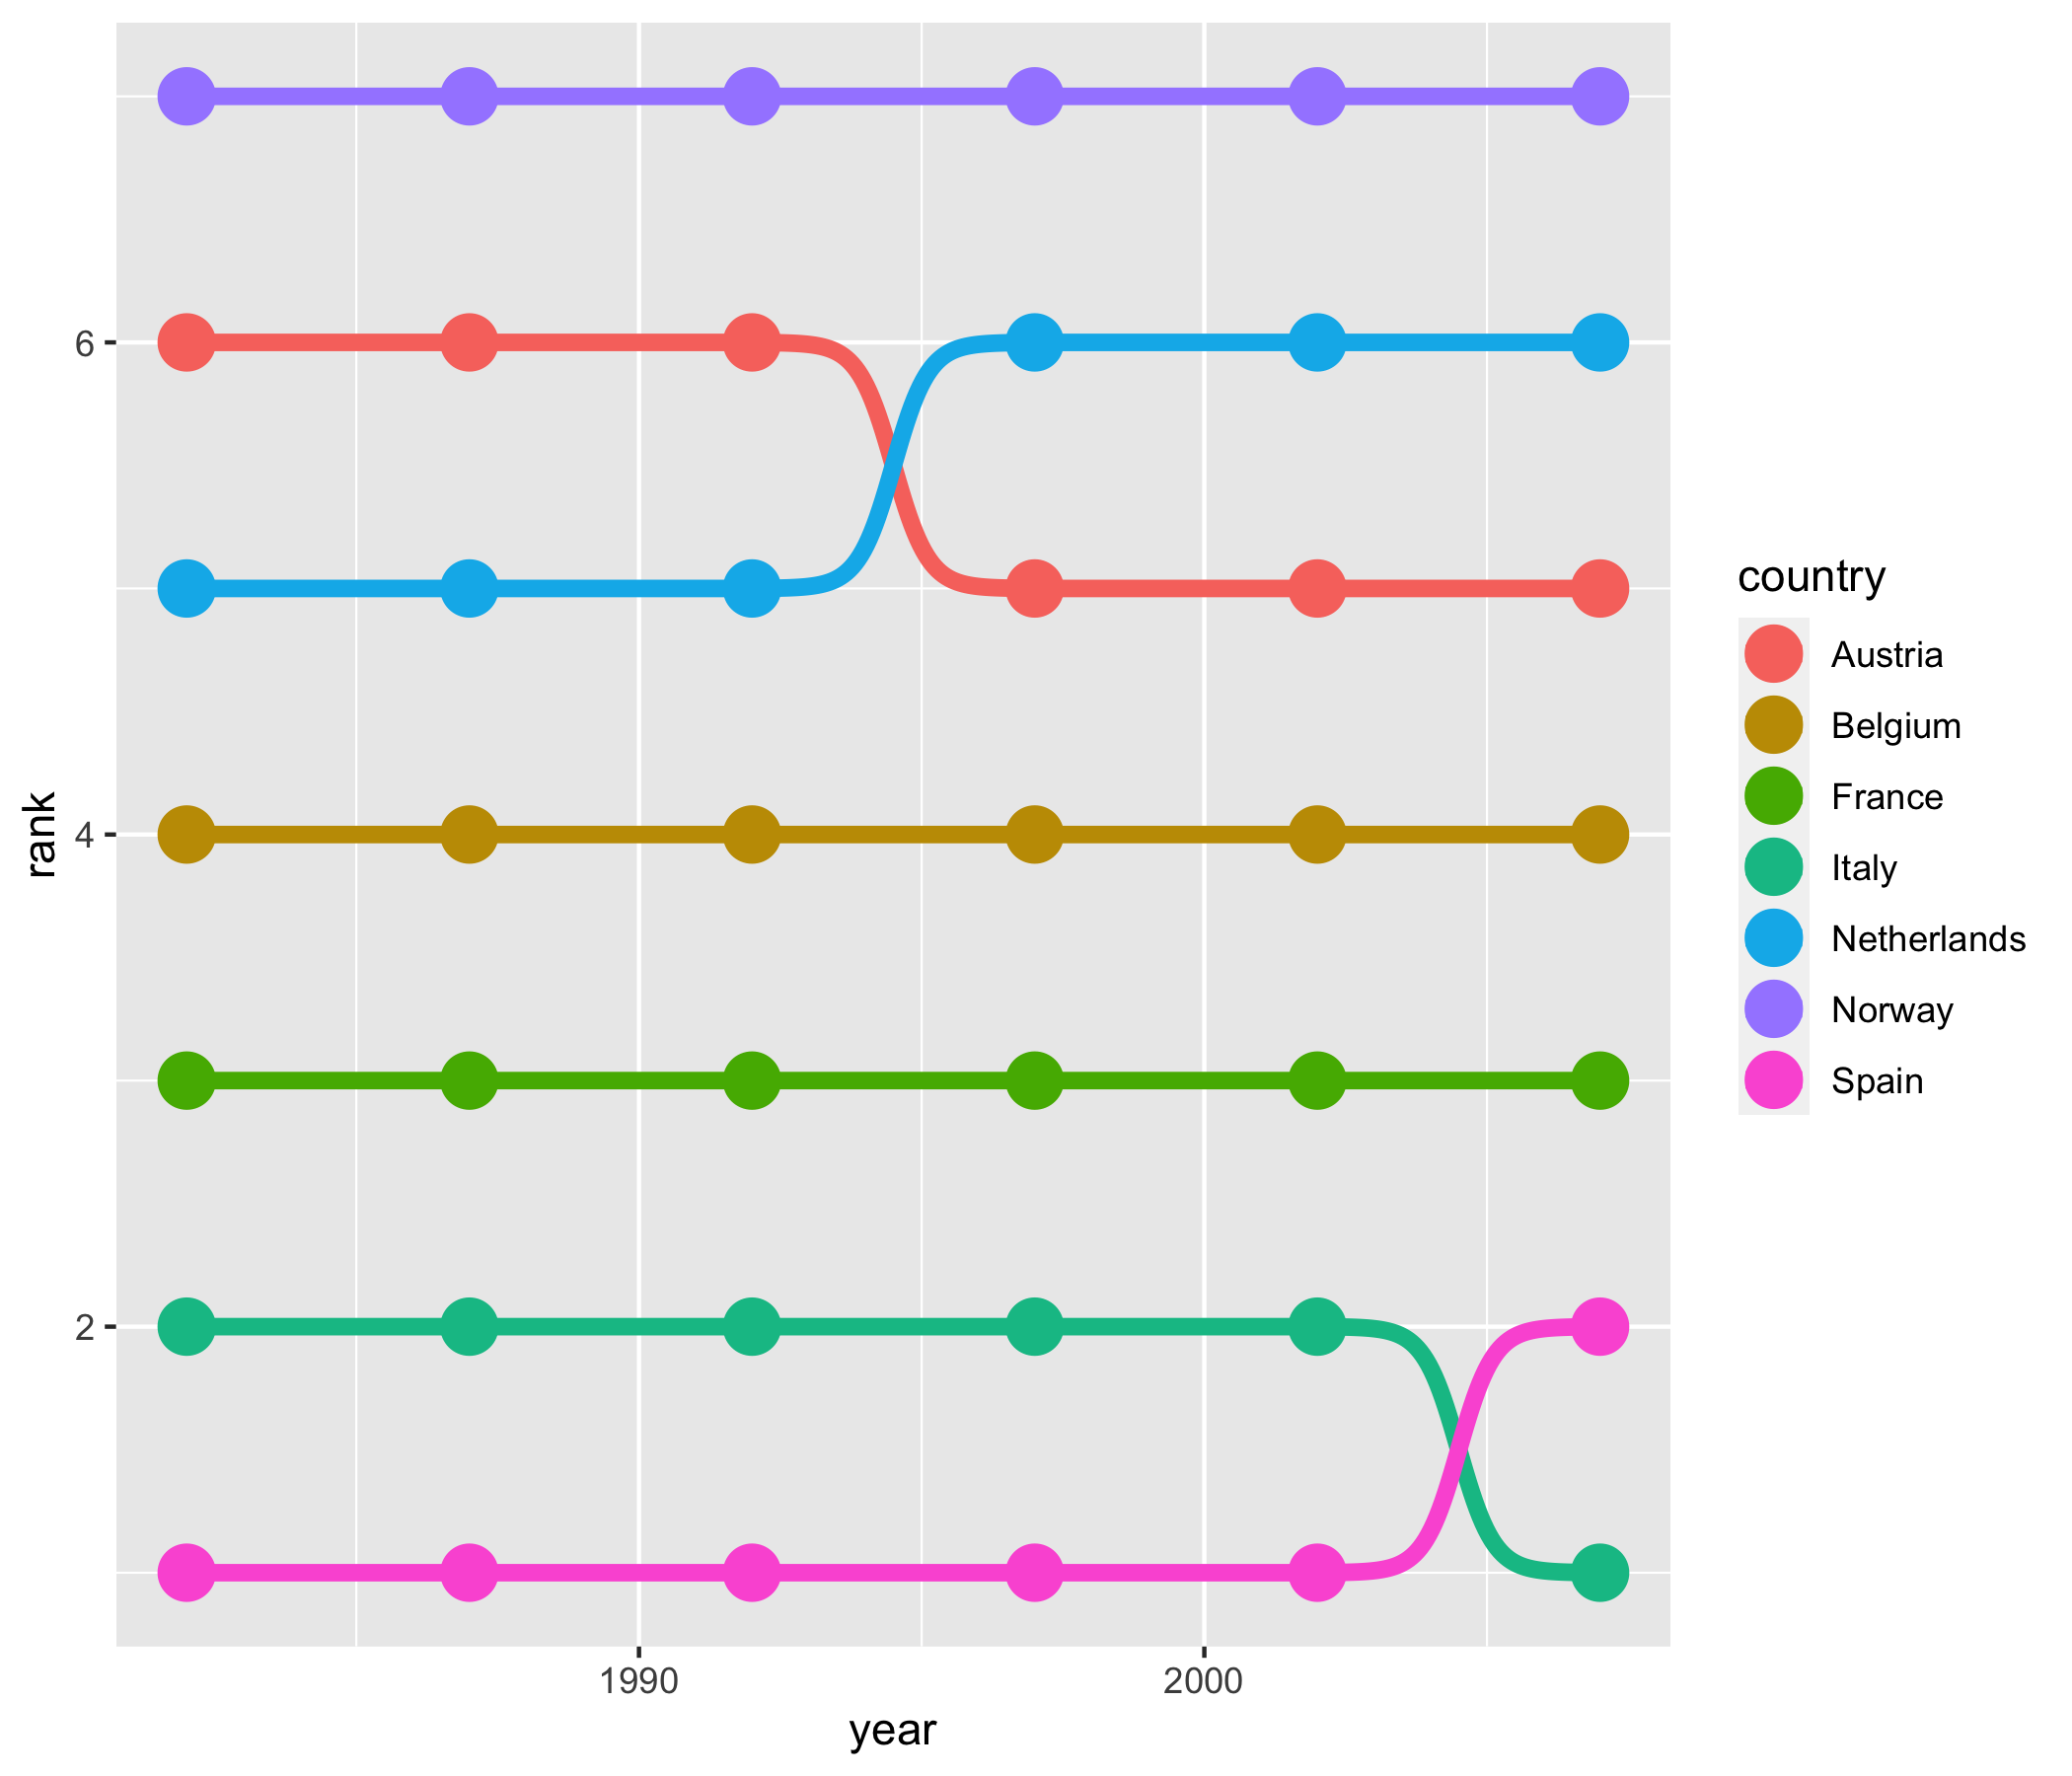 rank
6
4
2
1990
2000
year
country
Austria
Belgium
France
Italy
Netherlands
Norway
Spain